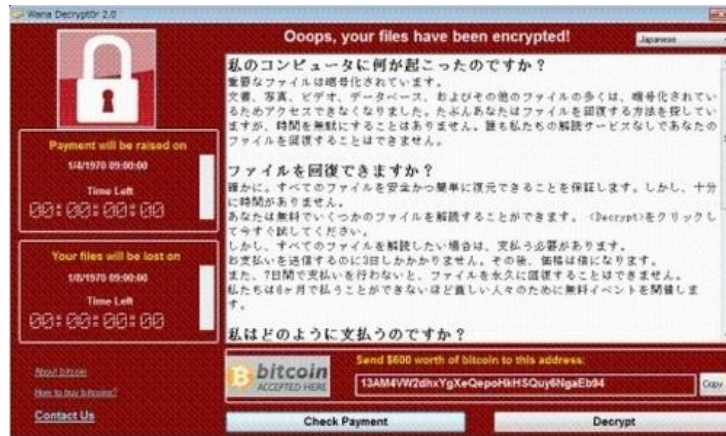 Wana Decrypt0r 2.0
Ooops, your files have been encrypted!
Japanese
Payment will be raised on
1/4/1970 09:00:00
Time Left
00:00:00:00
Your files will be lost on
1/8/1970 09:00:00
Time Left
00:00:00:00
About bitcoin
How to buy bitcoins?
Contact Us
私のコンピュータに何が起こったのですか?
重要なファイルは暗号化されています。
文書、写真、ビデオ、データベース、およびその他のファイルの多くは、暗号化されてい
るためアクセスできなくなりました。たぶんあなたはファイルを回復する方法を探してい
ますが、時間を無駄にすることはありません。誰も私たちの解読サービスなしであなたの
ファイルを回復することはできません。
ファイルを回復できますか?
確かに。すべてのファイルを安全かつ簡単に復元できることを保証します。しかし、十分
に時間がありません。
あなたは無料でいくつかのファイルを解読することができます。 <Decrypt>をクリックし
て今すぐ試してください。
しかし、すべてのファイルを解読したい場合は、支払う必要があります。
お支払いを送信するのに3日しかかかりません。その後、価格は倍になります。
また、7日間で支払いを行わないと、ファイルを永久に回復することはできません。
私たちは6ヶ月で払うことができないほど貧しい人々のために無料イベントを開催しま
す。
私はどのように支払うのですか?
bitcoin
ACCEPTED HERE
Send $600 worth of bitcoin to this address:
13AM4VW2dhxYgXeQepoHkHSQuy6NgaEb94
Copy
Check Payment
Decrypt